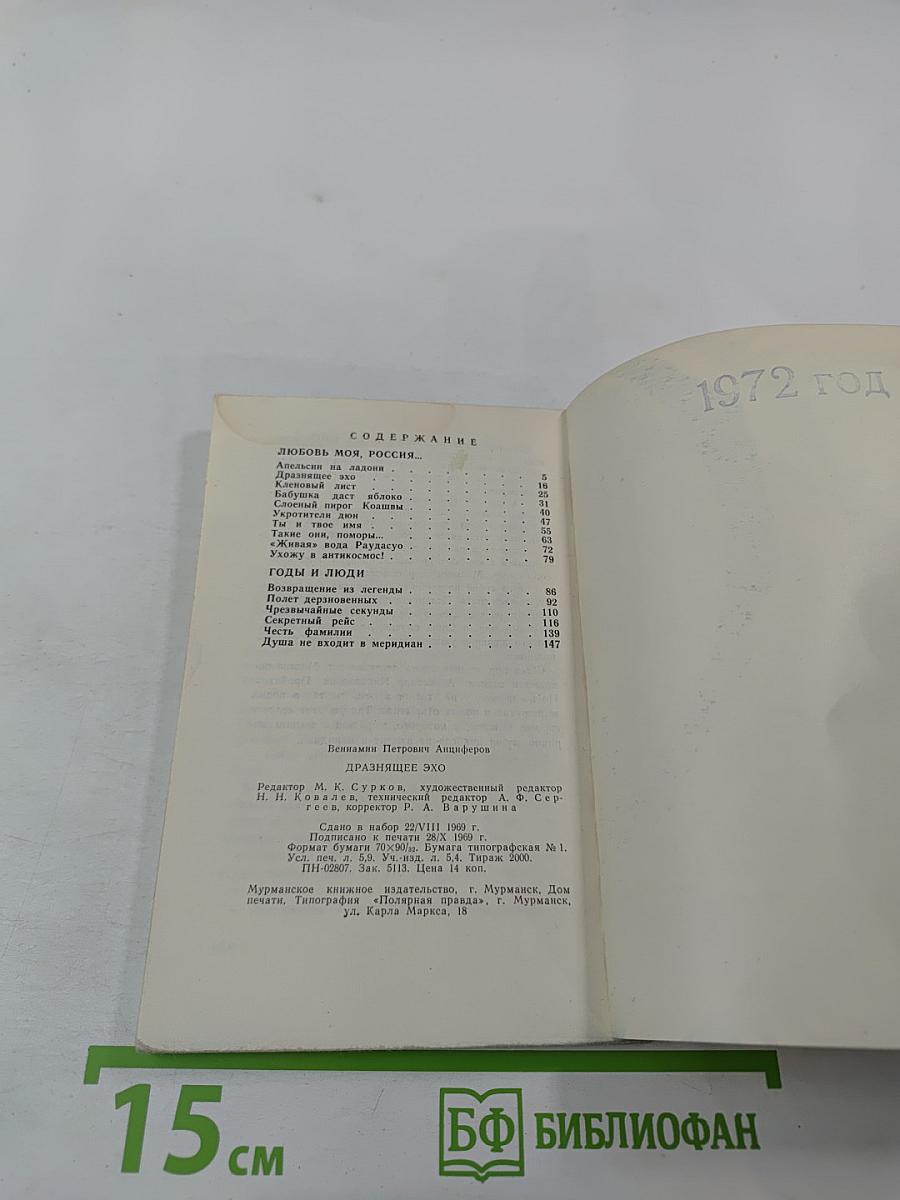 1972 ГОД
СОДЕРЖАНИЕ
ЛЮБОВЬ МОЯ, РОССИЯ...
Апельсин на ладони . . . . . . . . 5
Дразнящее эхо . . . . . . . . 16
Кленовый лист . . . . . . . . 25
Бабушка даст яблоко . . . . . . . 31
Слоеный пирог Коашвы . . . . . . . 40
Укротители дюн . . . . . . . . 47
Ты и твое имя . . . . . . . . 55
Такие они, поморы... . . . . . . . 63
«Живая» вода Раудасуо . . . . . . . 72
Ухожу в антикосмос! . . . . . . . 79
ГОДЫ И ЛЮДИ
Возвращение из легенды . . . . . . . 86
Полет дерзновенных . . . . . . . 92
Чрезвычайные секунды . . . . . . . 110
Секретный рейс . . . . . . . 116
Честь фамилии . . . . . . . 139
Душа не входит в меридиан . . . . . . 147
Вениамин Петрович Анциферов
ДРАЗНЯЩЕЕ ЭХО
Редактор М. К. Сурков, художественный редактор
Н. Н. Ковалев, технический редактор А. Ф. Сер-
геев, корректор Р. А. Варушина
Сдано в набор 22/VIII 1969 г.
Подписано к печати 28/X 1969 г.
Формат бумаги 70×90/32. Бумага типографская № 1.
Усл. печ. л. 5,9. Уч.-изд. л. 5,4. Тираж 2000.
ПН-02807. Зак. 5113. Цена 14 коп.
Мурманское книжное издательство, г. Мурманск, Дом
печати. Типография «Полярная правда», г. Мурманск,
ул. Карла Маркса, 18
15 см
БФ БИБЛИОФАН